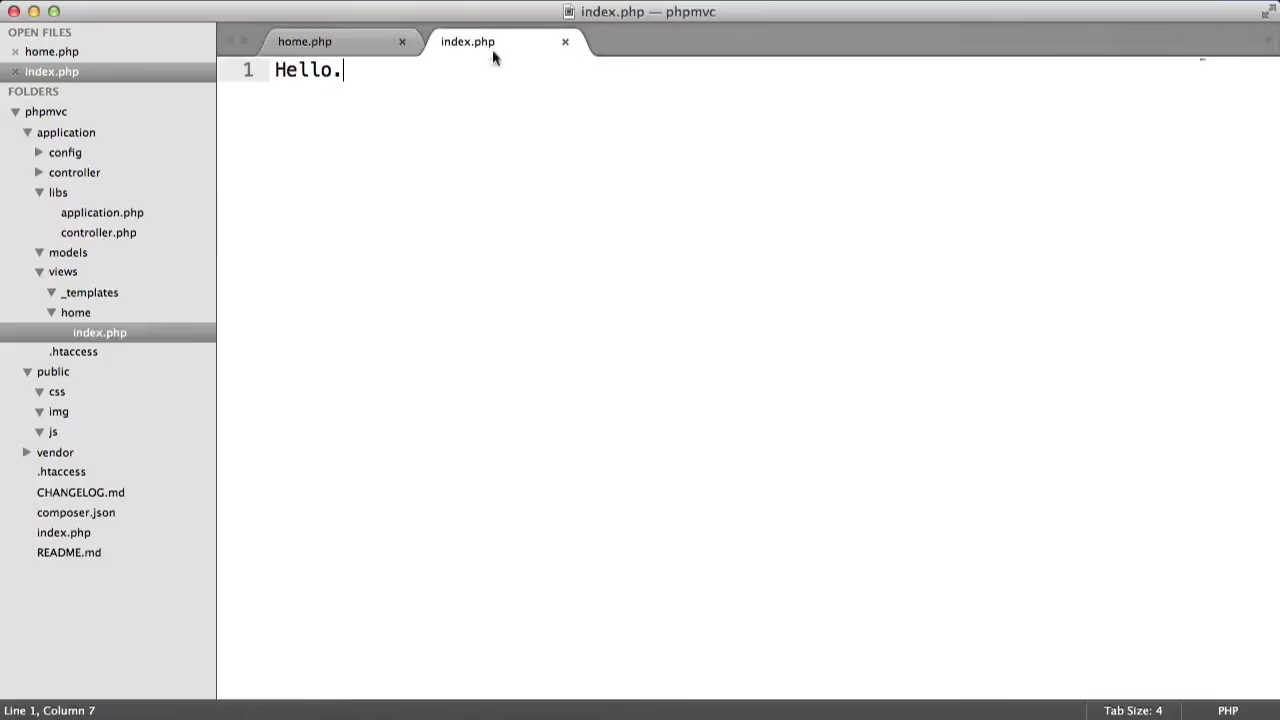 index.php — phpmvc
OPEN FILES
home.php
index.php
FOLDERS
phpmvc
application
config
controller
libs
application.php
controller.php
models
views
_templates
home
index.php
.htaccess
public
css
img
js
vendor
.htaccess
CHANGELOG.md
composer.json
index.php
README.md
home.php
index.php
1 Hello.
Line 1, Column 7
Tab Size: 4
PHP